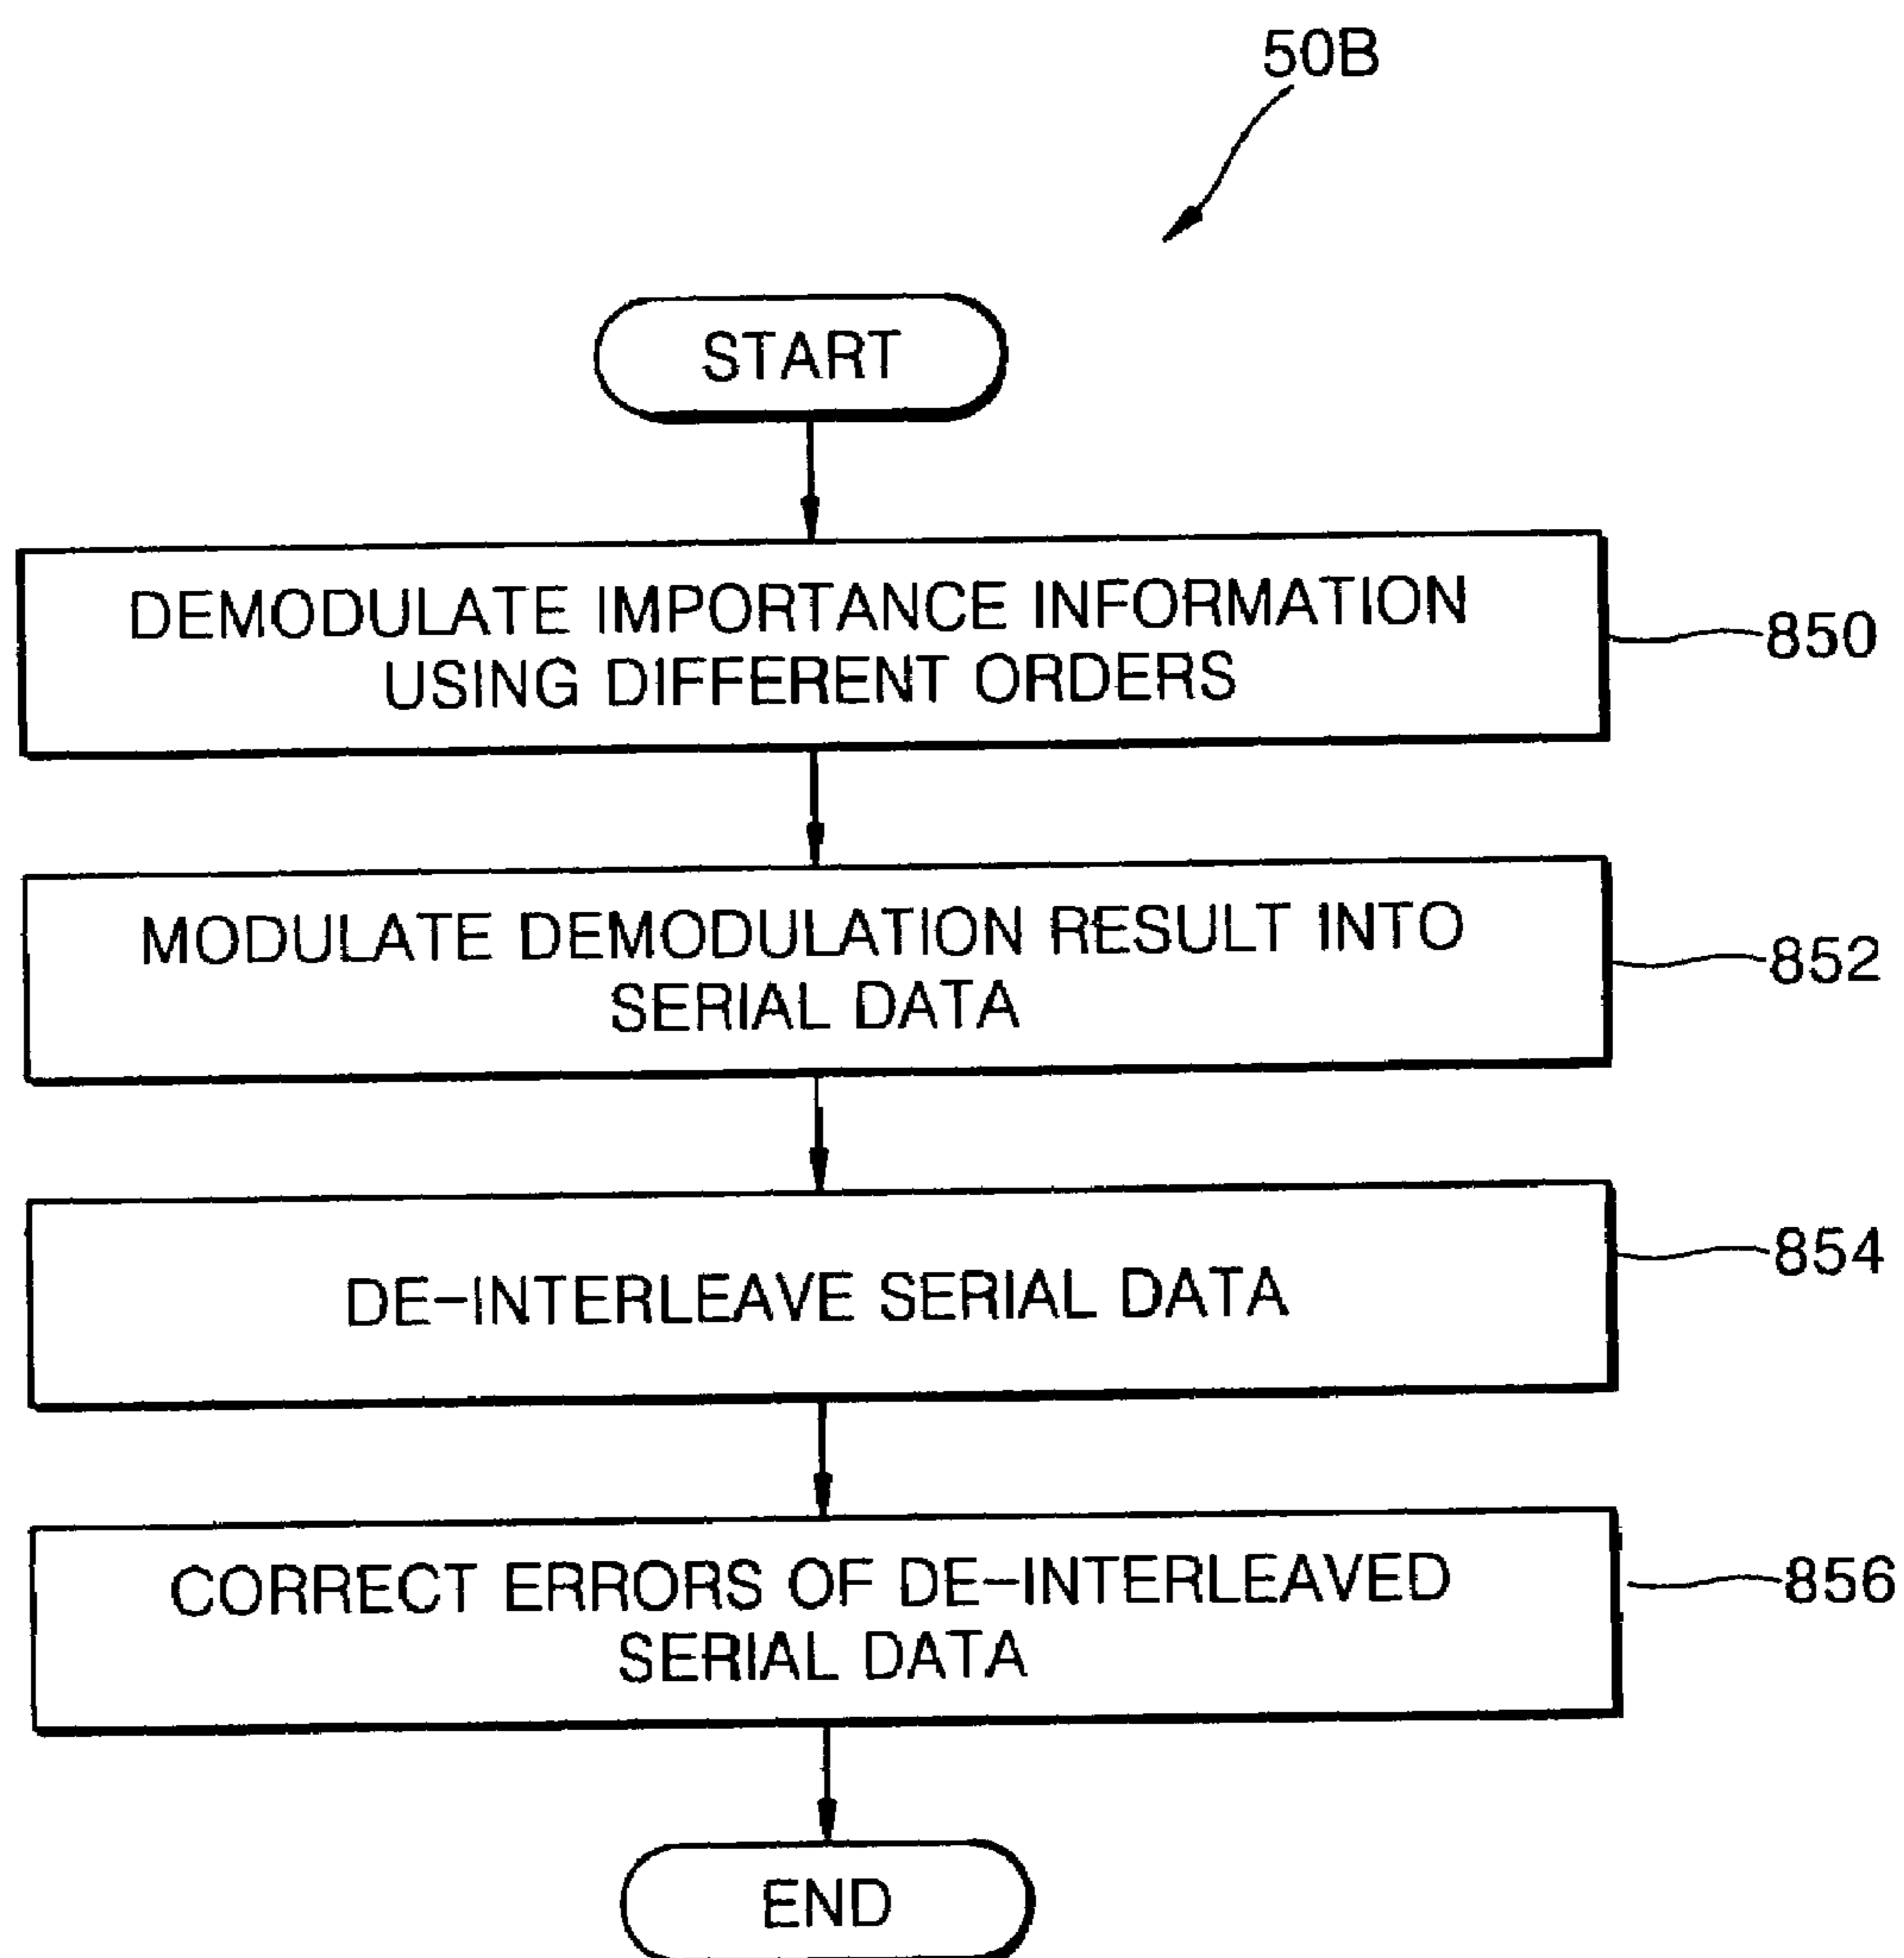 50B
START
DEMODULATE IMPORTANCE INFORMATION
USING DIFFERENT ORDERS
850
MODULATE DEMODULATION RESULT INTO
SERIAL DATA
852
DE-INTERLEAVE SERIAL DATA
854
CORRECT ERRORS OF DE-INTERLEAVED
SERIAL DATA
856
END